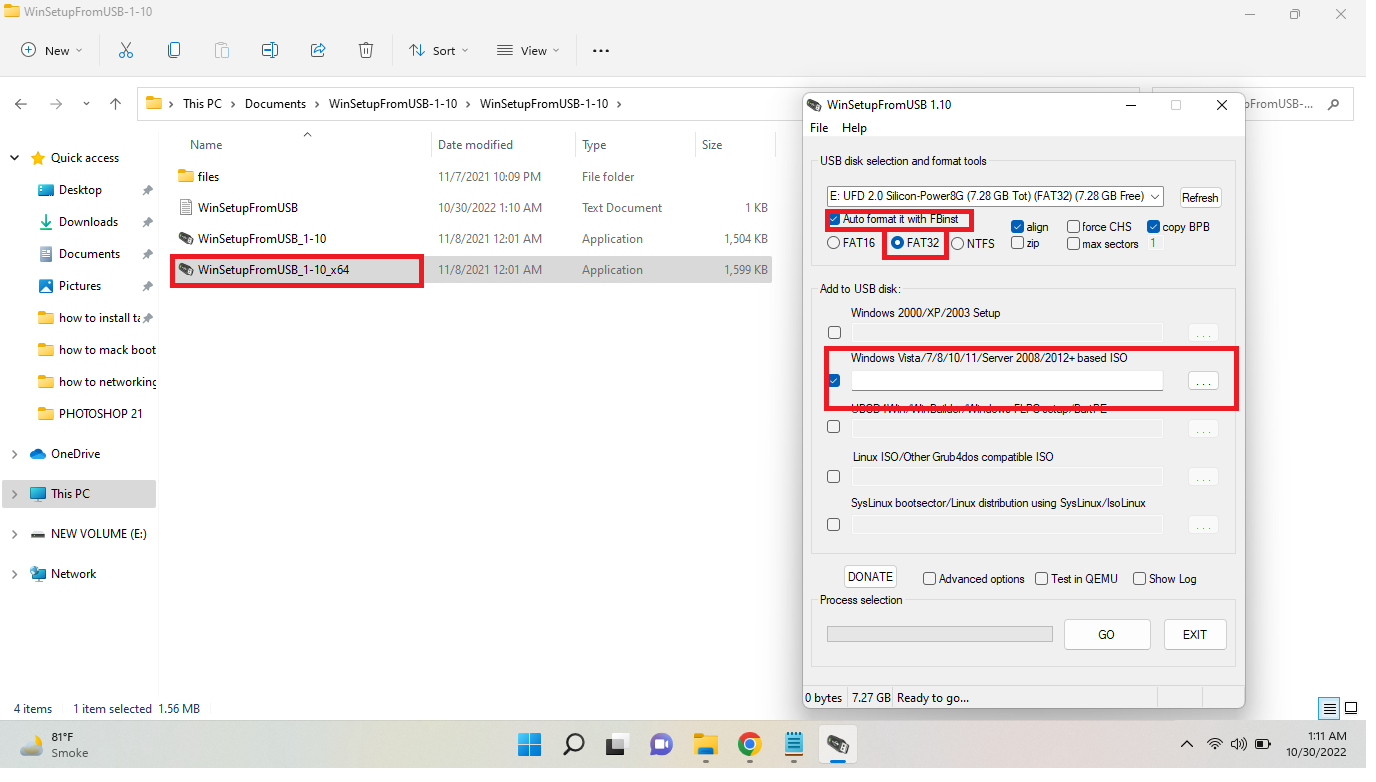 WinSetupFromUSB-1-10
New
Sort
View
This PC > Documents > WinSetupFromUSB-1-10 > WinSetupFromUSB-1-10 >
FromUSB-...
Quick access
Desktop
Downloads
Documents
Pictures
how to install ta
how to mack boot
how to networking
PHOTOSHOP 21
OneDrive
This PC
NEW VOLUME (E:)
Network
Name Date modified Type Size
files 11/7/2021 10:09 PM File folder
WinSetupFromUSB 10/30/2022 1:10 AM Text Document 1 KB
WinSetupFromUSB_1-10 11/8/2021 12:01 AM Application 1,504 KB
WinSetupFromUSB_1-10_x64 11/8/2021 12:01 AM Application 1,599 KB
WinSetupFromUSB 1.10
File Help
USB disk selection and format tools
E: UFD 2.0 Silicon-Power8G (7.28 GB Tot) (FAT32) (7.28 GB Free) Refresh
Auto format it with FBinst align force CHS copy BPB
FAT16 FAT32 NTFS zip max sectors 1
Add to USB disk:
Windows 2000/XP/2003 Setup
...
Windows Vista/7/8/10/11/Server 2008/2012+ based ISO
...
UBCD4Win/WinBuilder/Windows FLPC setup/BartPE
...
Linux ISO/Other Grub4dos compatible ISO
...
SysLinux bootsector/Linux distribution using SysLinux/IsoLinux
...
DONATE Advanced options Test in QEMU Show Log
Process selection
GO EXIT
0 bytes 7.27 GB Ready to go...
4 items 1 item selected 1.56 MB
81°F
Smoke
1:11 AM
10/30/2022